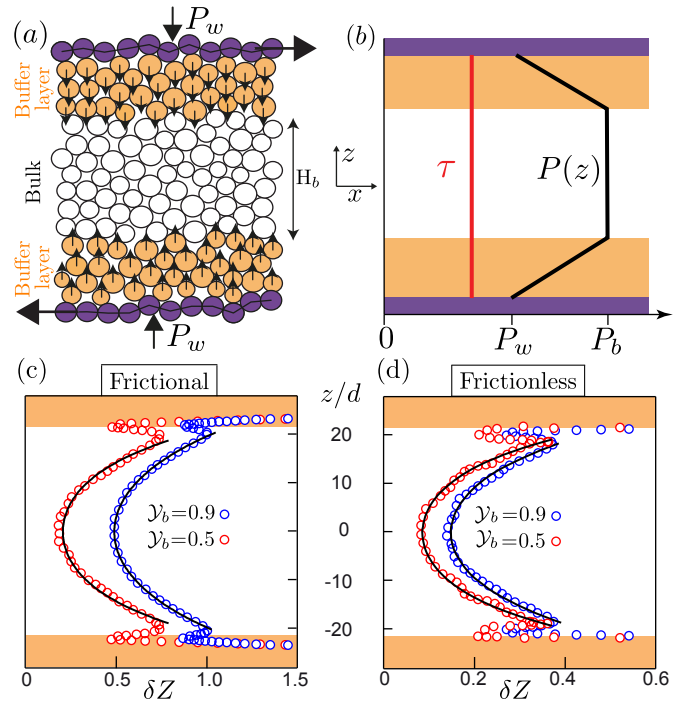 (a)
P_w
Buffer layer
Bulk
H_b
Buffer layer
P_w
(b)
z
x
τ
P(z)
0
P_w
P_b
(c)
Frictional
z/d
20
10
0
-10
-20
𝒴_b=0.9
𝒴_b=0.5
0
0.5
1.0
1.5
δZ
(d)
Frictionless
𝒴_b=0.9
𝒴_b=0.5
0
0.2
0.4
0.6
δZ